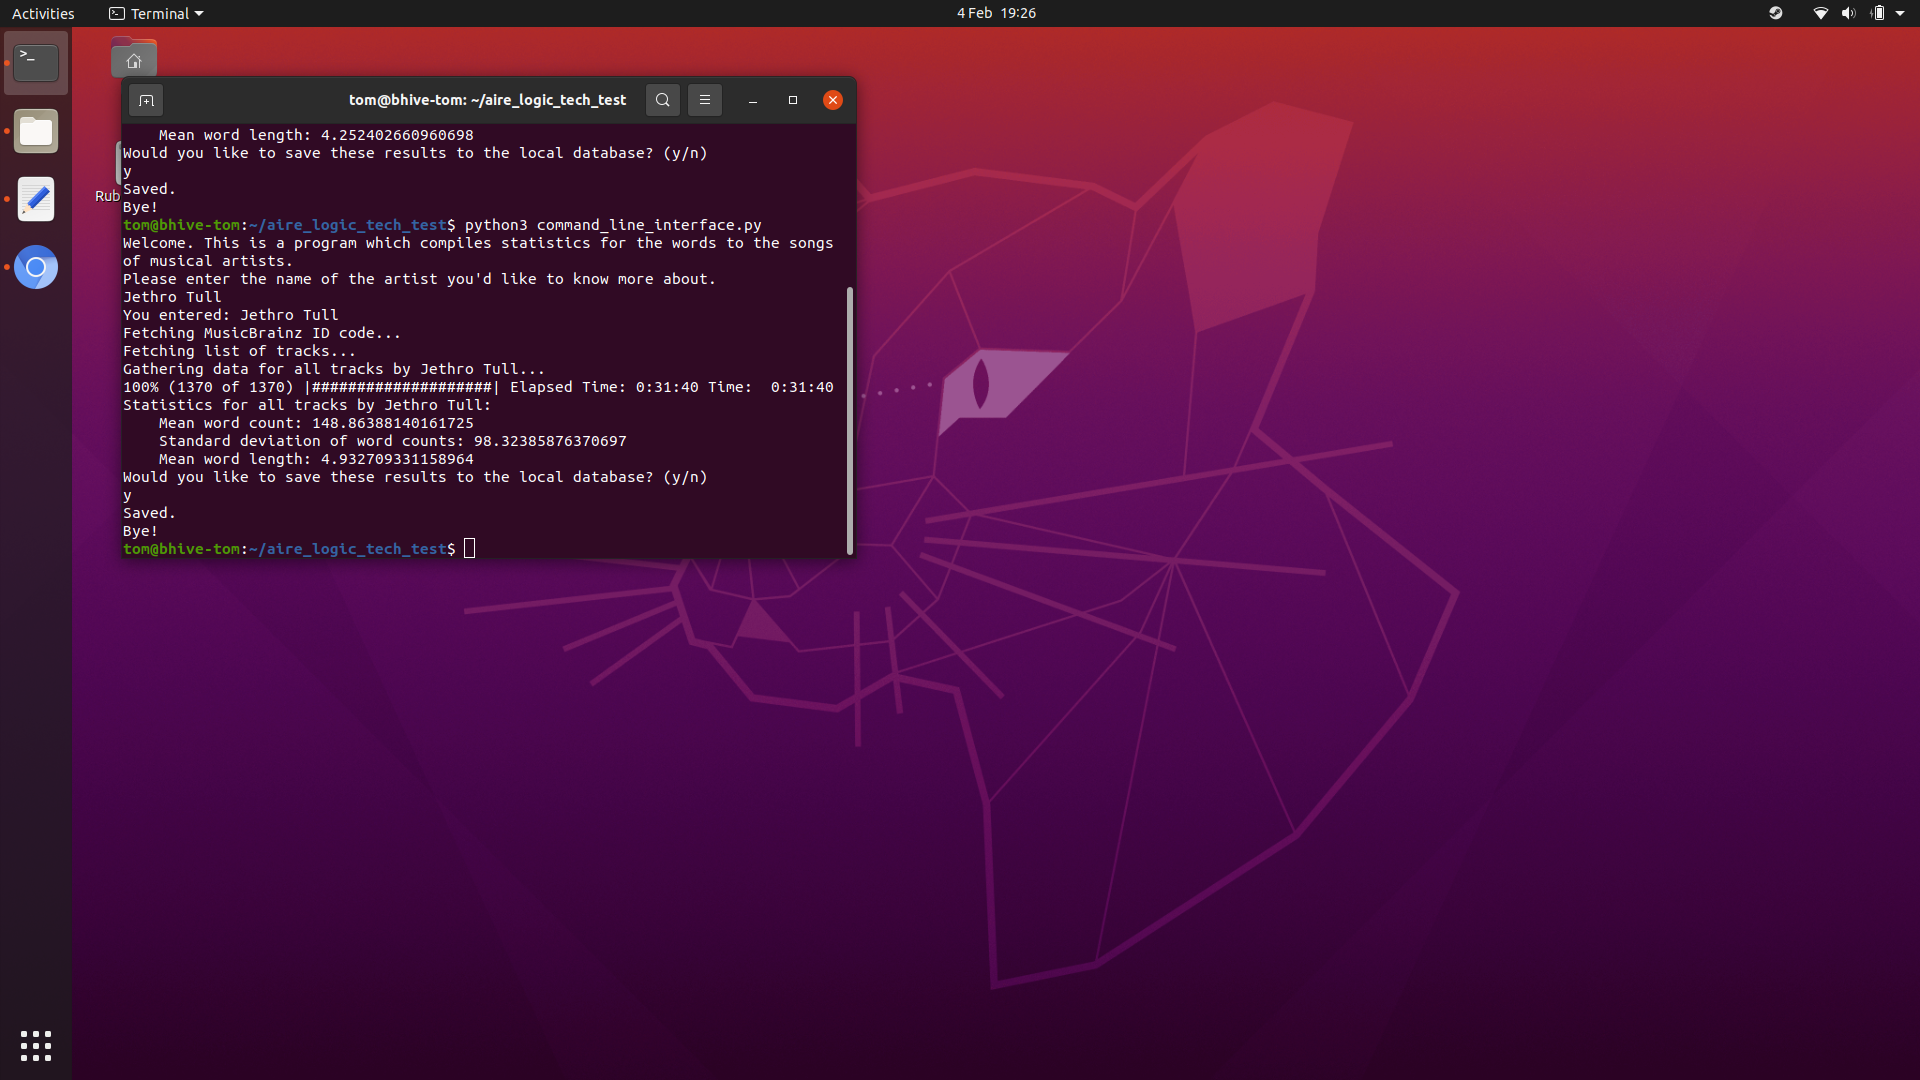 Activities
Terminal
4 Feb 19:26
tom@bhive-tom: ~/aire_logic_tech_test
Rub
    Mean word length: 4.252402660960698
Would you like to save these results to the local database? (y/n)
y
Saved.
Bye!
tom@bhive-tom:~/aire_logic_tech_test$ python3 command_line_interface.py
Welcome. This is a program which compiles statistics for the words to the songs
of musical artists.
Please enter the name of the artist you'd like to know more about.
Jethro Tull
You entered: Jethro Tull
Fetching MusicBrainz ID code...
Fetching list of tracks...
Gathering data for all tracks by Jethro Tull...
100% (1370 of 1370) |####################| Elapsed Time: 0:31:40 Time:  0:31:40
Statistics for all tracks by Jethro Tull:
    Mean word count: 148.86388140161725
    Standard deviation of word counts: 98.32385876370697
    Mean word length: 4.932709331158964
Would you like to save these results to the local database? (y/n)
y
Saved.
Bye!
tom@bhive-tom:~/aire_logic_tech_test$